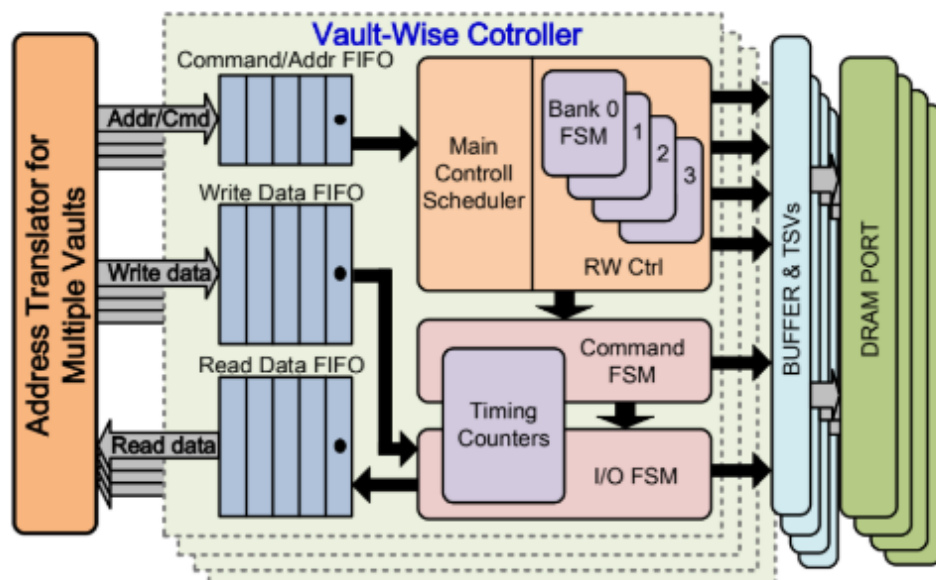 Vault-Wise Cotroller
Command/Addr FIFO
Addr/Cmd
Write Data FIFO
Write data
Read Data FIFO
Read data
Address Translator for
Multiple Vaults
Main
Controll
Scheduler
Bank 0
FSM
1
2
3
RW Ctrl
Command
FSM
Timing
Counters
I/O FSM
BUFFER & TSVs
DRAM PORT